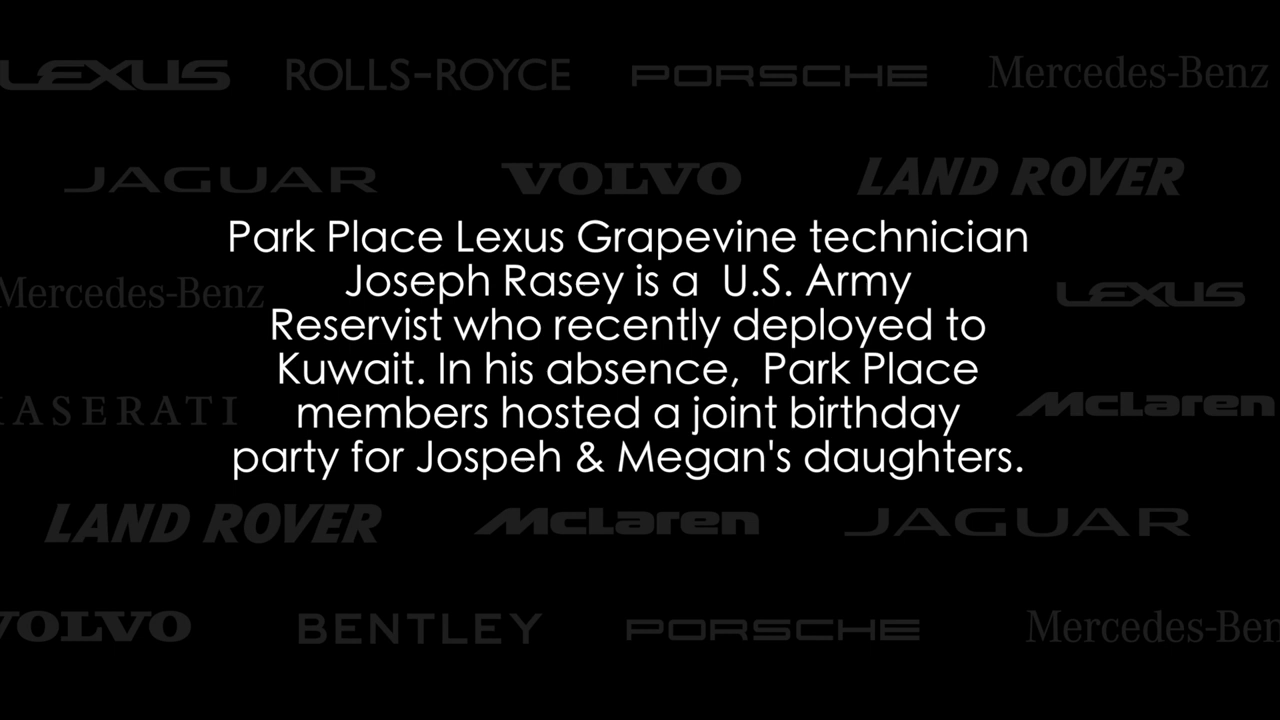 LEXUS ROLLS-ROYCE PORSCHE Mercedes-Benz
JAGUAR VOLVO LAND ROVER
Park Place Lexus Grapevine technician
Joseph Rasey is a  U.S. Army
Mercedes-Benz LEXUS
Reservist who recently deployed to
Kuwait. In his absence,  Park Place
MASERATI McLaren
members hosted a joint birthday
party for Jospeh & Megan's daughters.
LAND ROVER McLaren JAGUAR
VOLVO BENTLEY PORSCHE Mercedes-Ben